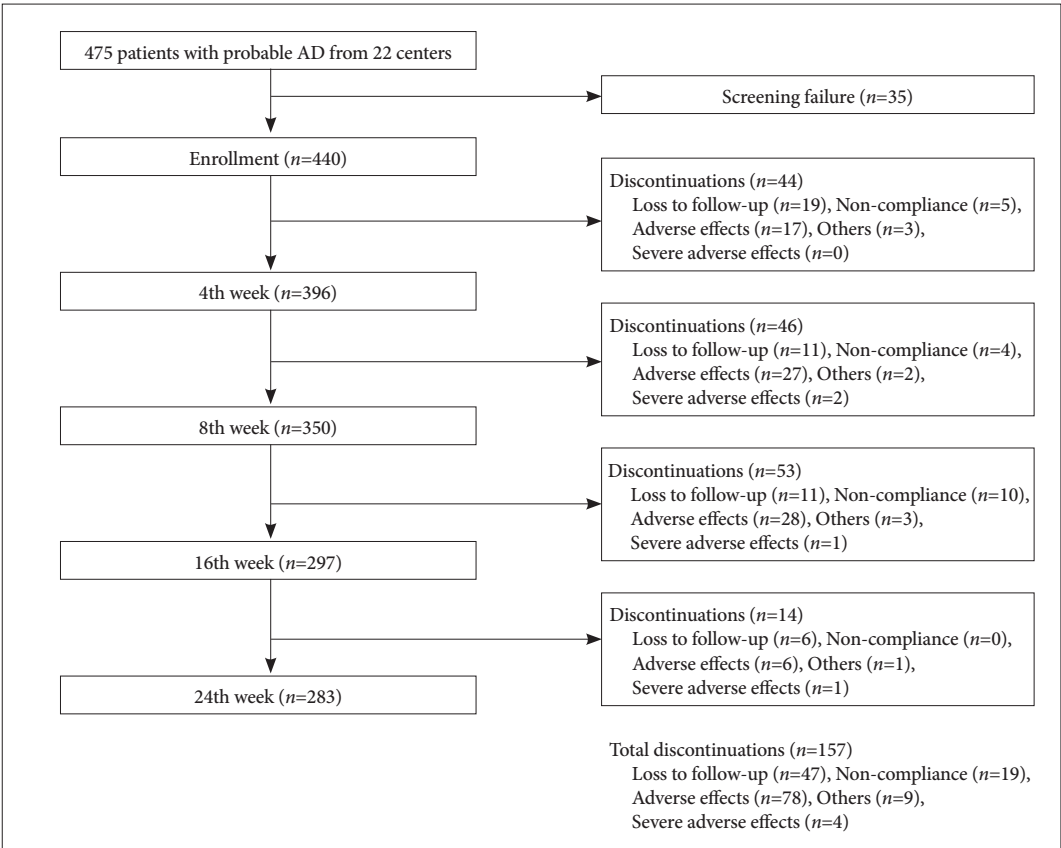 475 patients with probable AD from 22 centers
Screening failure (n=35)
Enrollment (n=440)
Discontinuations (n=44)
Loss to follow-up (n=19), Non-compliance (n=5),
Adverse effects (n=17), Others (n=3),
Severe adverse effects (n=0)
4th week (n=396)
Discontinuations (n=46)
Loss to follow-up (n=11), Non-compliance (n=4),
Adverse effects (n=27), Others (n=2),
Severe adverse effects (n=2)
8th week (n=350)
Discontinuations (n=53)
Loss to follow-up (n=11), Non-compliance (n=10),
Adverse effects (n=28), Others (n=3),
Severe adverse effects (n=1)
16th week (n=297)
Discontinuations (n=14)
Loss to follow-up (n=6), Non-compliance (n=0),
Adverse effects (n=6), Others (n=1),
Severe adverse effects (n=1)
24th week (n=283)
Total discontinuations (n=157)
Loss to follow-up (n=47), Non-compliance (n=19),
Adverse effects (n=78), Others (n=9),
Severe adverse effects (n=4)